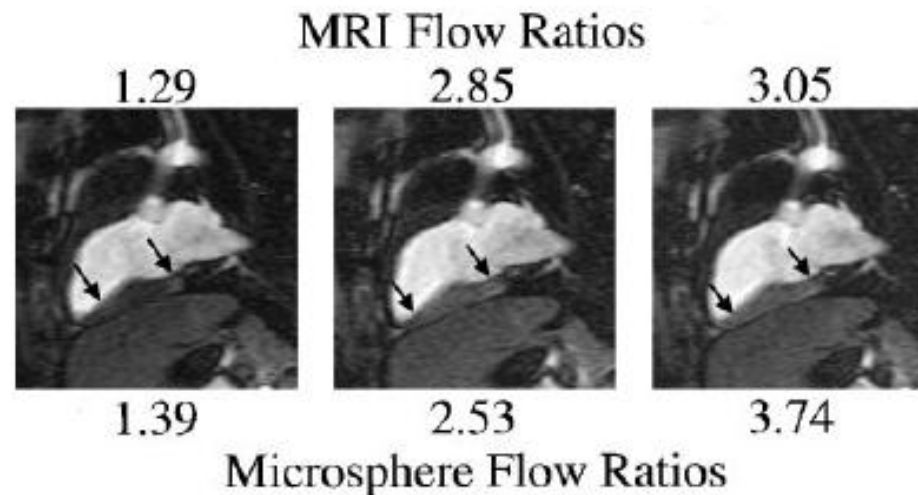 MRI Flow Ratios
1.29 2.85 3.05
1.39 2.53 3.74
Microsphere Flow Ratios